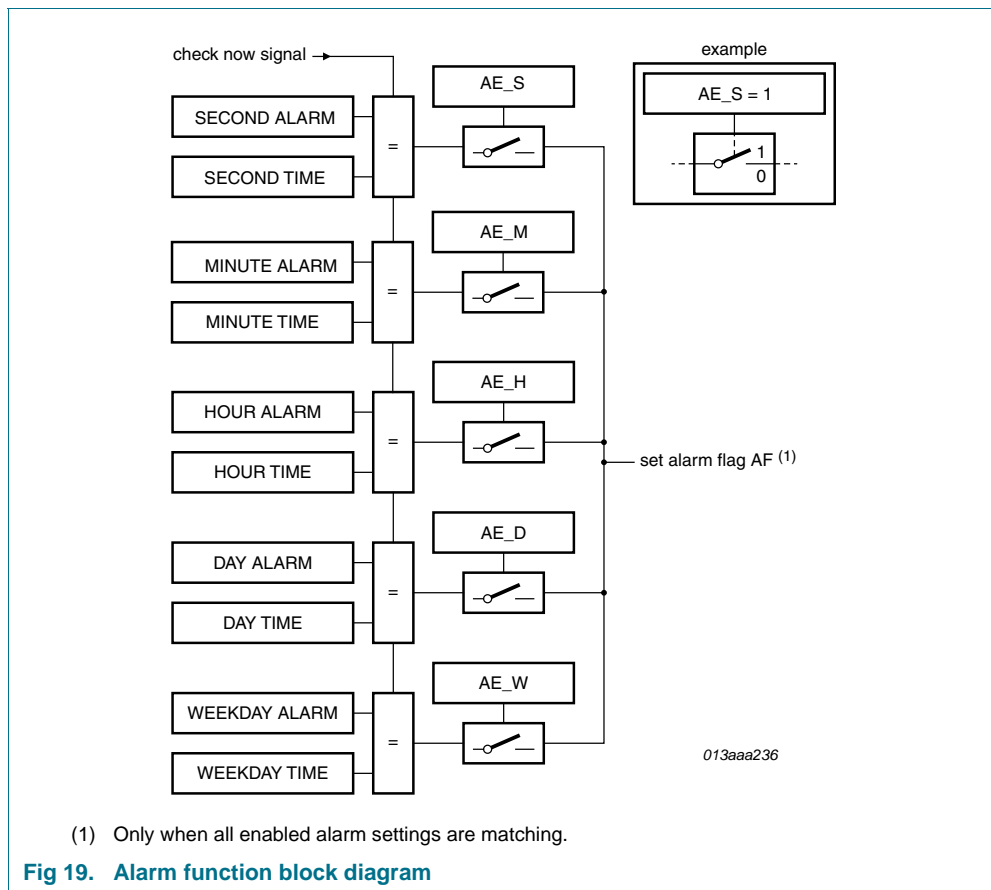 check now signal
example
AE_S
AE_S = 1
SECOND ALARM
=
1
SECOND TIME
0
AE_M
MINUTE ALARM
=
MINUTE TIME
AE_H
HOUR ALARM
=
set alarm flag AF (1)
HOUR TIME
AE_D
DAY ALARM
=
DAY TIME
AE_W
WEEKDAY ALARM
=
013aaa236
WEEKDAY TIME
(1) Only when all enabled alarm settings are matching.
Fig 19. Alarm function block diagram